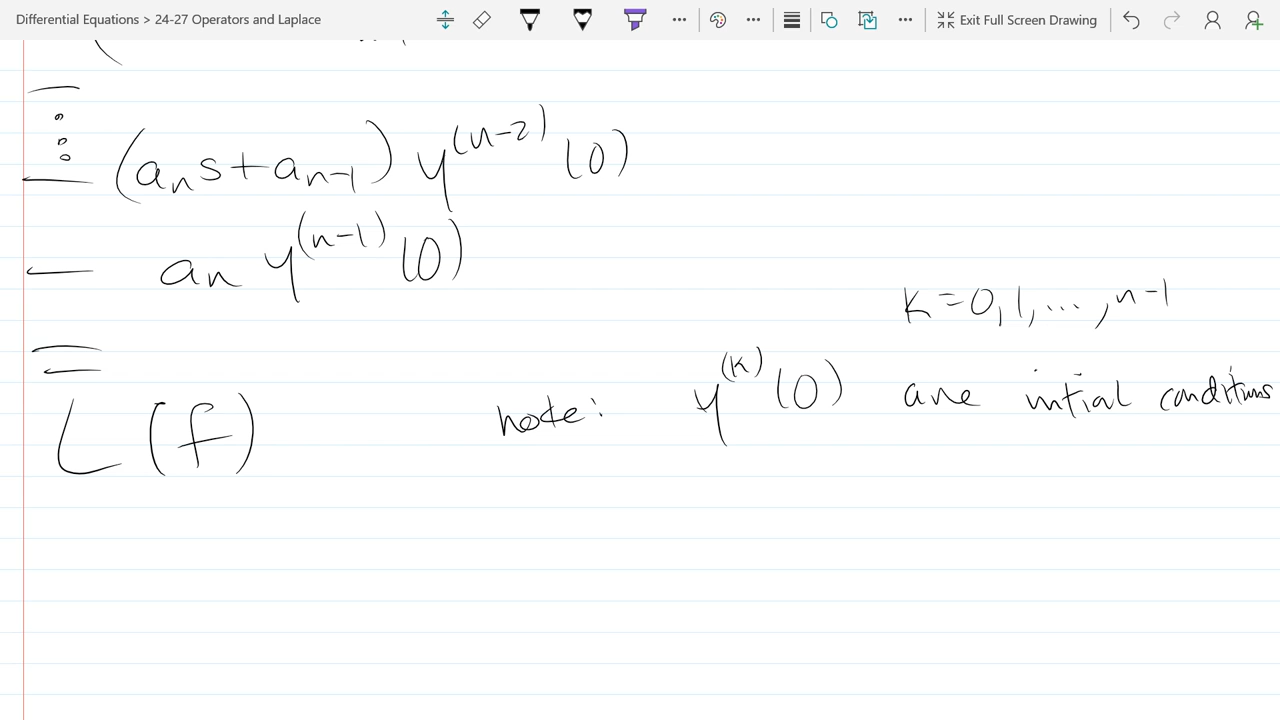 Differential Equations > 24-27 Operators and Laplace
Exit Full Screen Drawing
⋮
− (aₙs+aₙ₋₁) y⁽ⁿ⁻²⁾(0)
− aₙ y⁽ⁿ⁻¹⁾(0)
k=0,1,...,n-1
=
L(f) note: y⁽ᵏ⁾(0) are intial conditions